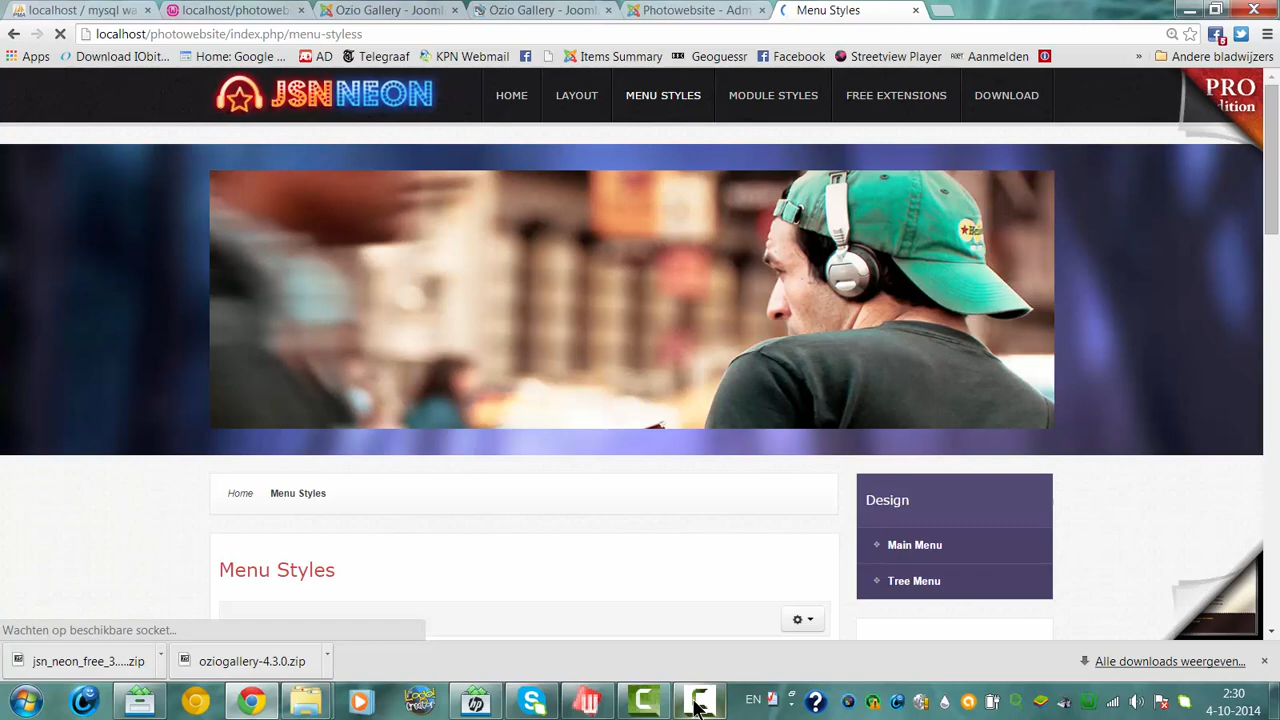 localhost / mysql wa
localhost/photoweb
Ozio Gallery - Jooml
Ozio Gallery - Jooml
Photowebsite - Adm
Menu Styles
localhost/photowebsite/index.php/menu-styless
Apps
Download IObit...
Home: Google ...
AD
Telegraaf
KPN Webmail
Items Summary
Geoguessr
Facebook
Streetview Player
Aanmelden
»
Andere bladwijzers
JSNNEON
HOME
LAYOUT
MENU STYLES
MODULE STYLES
FREE EXTENSIONS
DOWNLOAD
PRO
dition
Home
Menu Styles
Design
Main Menu
Tree Menu
Menu Styles
Wachten op beschikbare socket...
jsn_neon_free_3....zip
oziogallery-4.3.0.zip
Alle downloads weergeven...
EN
2:30
4-10-2014